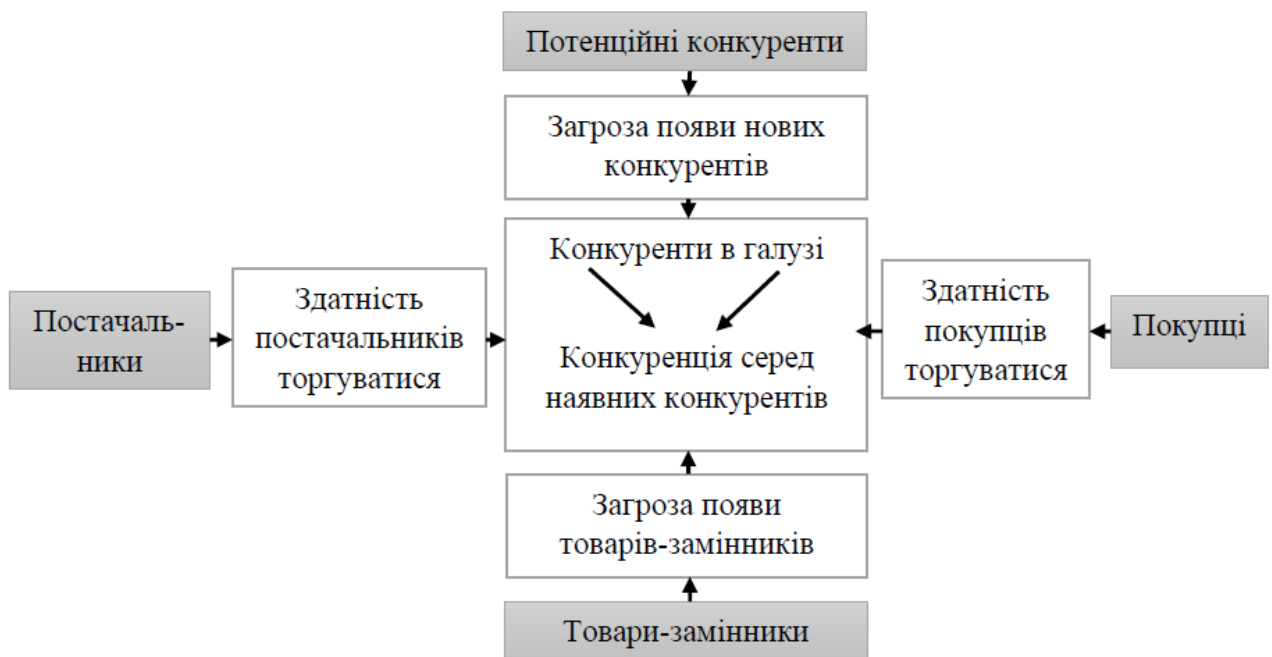 Потенційні конкуренти
Загроза появи нових
конкурентів
Конкуренти в галузі
Постачаль-
ники
Здатність
постачальників
торгуватися
Конкуренція серед
наявних конкурентів
Здатність
покупців
торгуватися
Покупці
Загроза появи
товарів-замінників
Товари-замінники